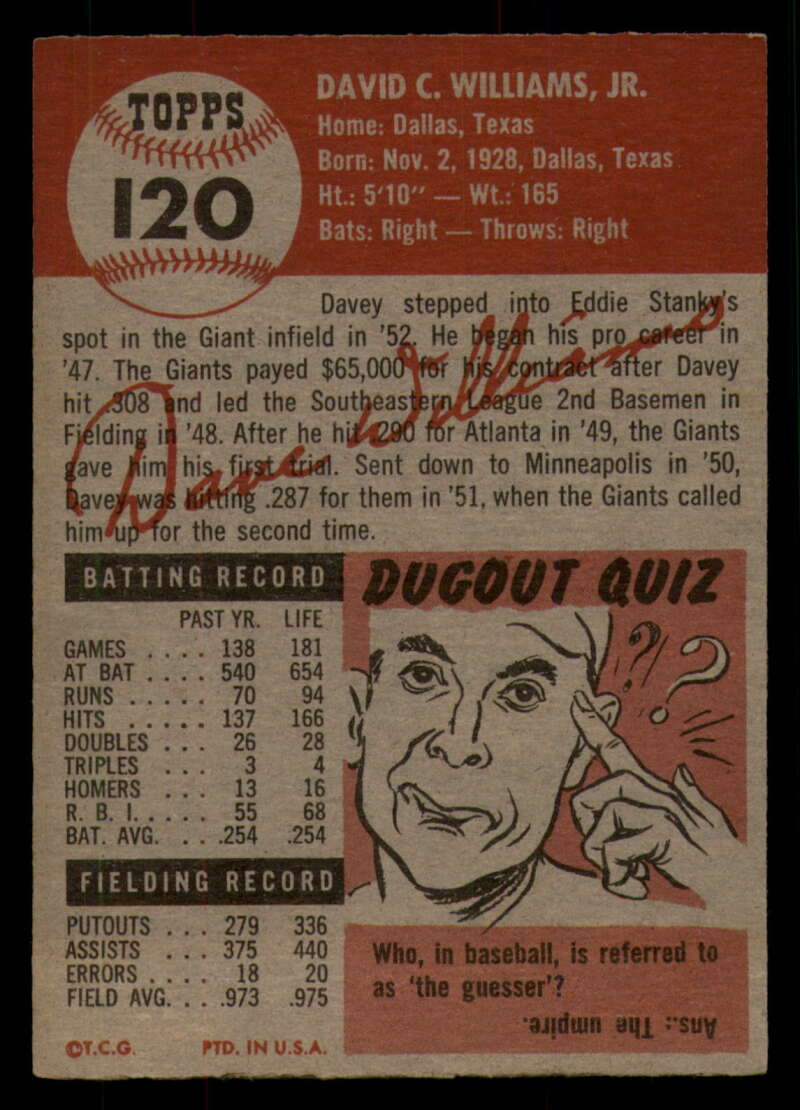 TOPPS
120
DAVID C. WILLIAMS, JR.
Home: Dallas, Texas
Born: Nov. 2, 1928, Dallas, Texas
Ht.: 5'10" — Wt.: 165
Bats: Right — Throws: Right
Davey stepped into Eddie Stanky's
spot in the Giant infield in '52. He began his pro career in
'47. The Giants payed $65,000 for his contract after Davey
hit .308 and led the Southeastern League 2nd Basemen in
Fielding in '48. After he hit .290 for Atlanta in '49, the Giants
gave him his first trial. Sent down to Minneapolis in '50,
Davey was hitting .287 for them in '51, when the Giants called
him up for the second time.
Dave Williams
BATTING RECORD
PAST YR. LIFE
GAMES .... 138 181
AT BAT .... 540 654
RUNS ..... 70 94
HITS ..... 137 166
DOUBLES ... 26 28
TRIPLES ... 3 4
HOMERS ... 13 16
R. B. I. .... 55 68
BAT. AVG. .. .254 .254
FIELDING RECORD
PUTOUTS ... 279 336
ASSISTS ... 375 440
ERRORS .... 18 20
FIELD AVG. .. .973 .975
©T.C.G. PTD. IN U.S.A.
DUGOUT QUIZ
?! ?
Who, in baseball, is referred to
as 'the guesser'?
Ans.: The umpire.